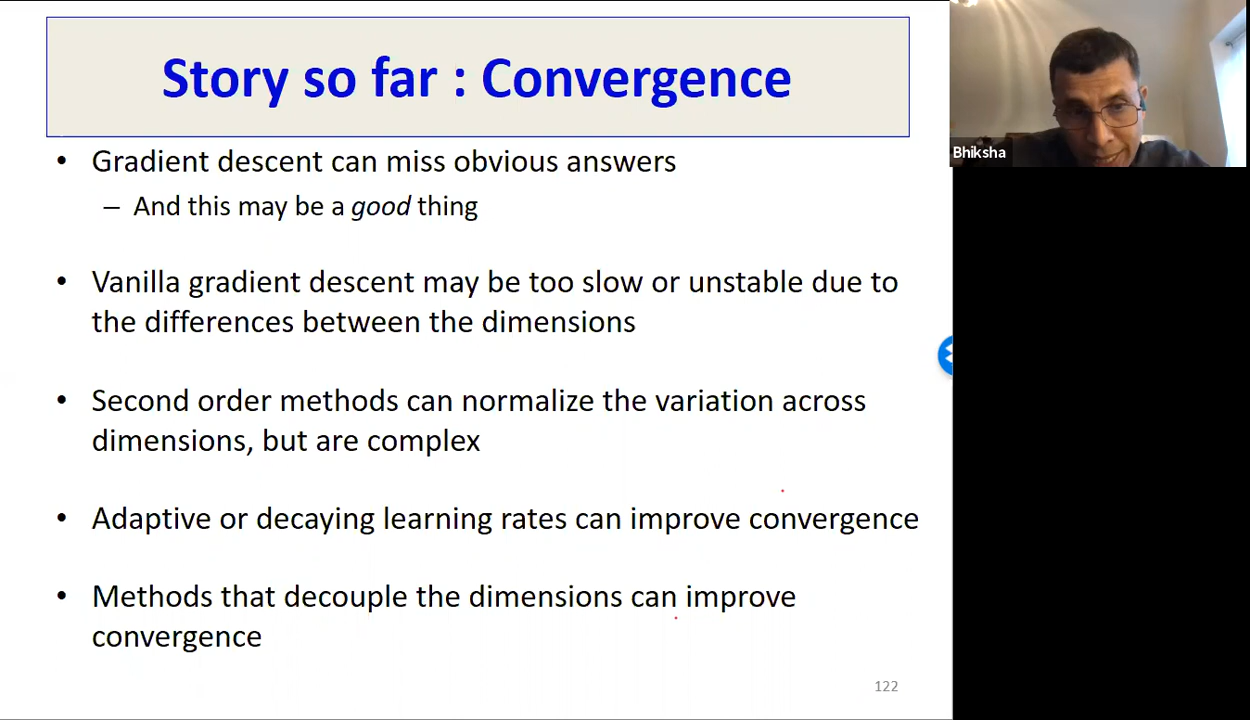 Story so far : Convergence
• Gradient descent can miss obvious answers
– And this may be a good thing
• Vanilla gradient descent may be too slow or unstable due to
the differences between the dimensions
• Second order methods can normalize the variation across
dimensions, but are complex
• Adaptive or decaying learning rates can improve convergence
• Methods that decouple the dimensions can improve
convergence
122
Bhiksha